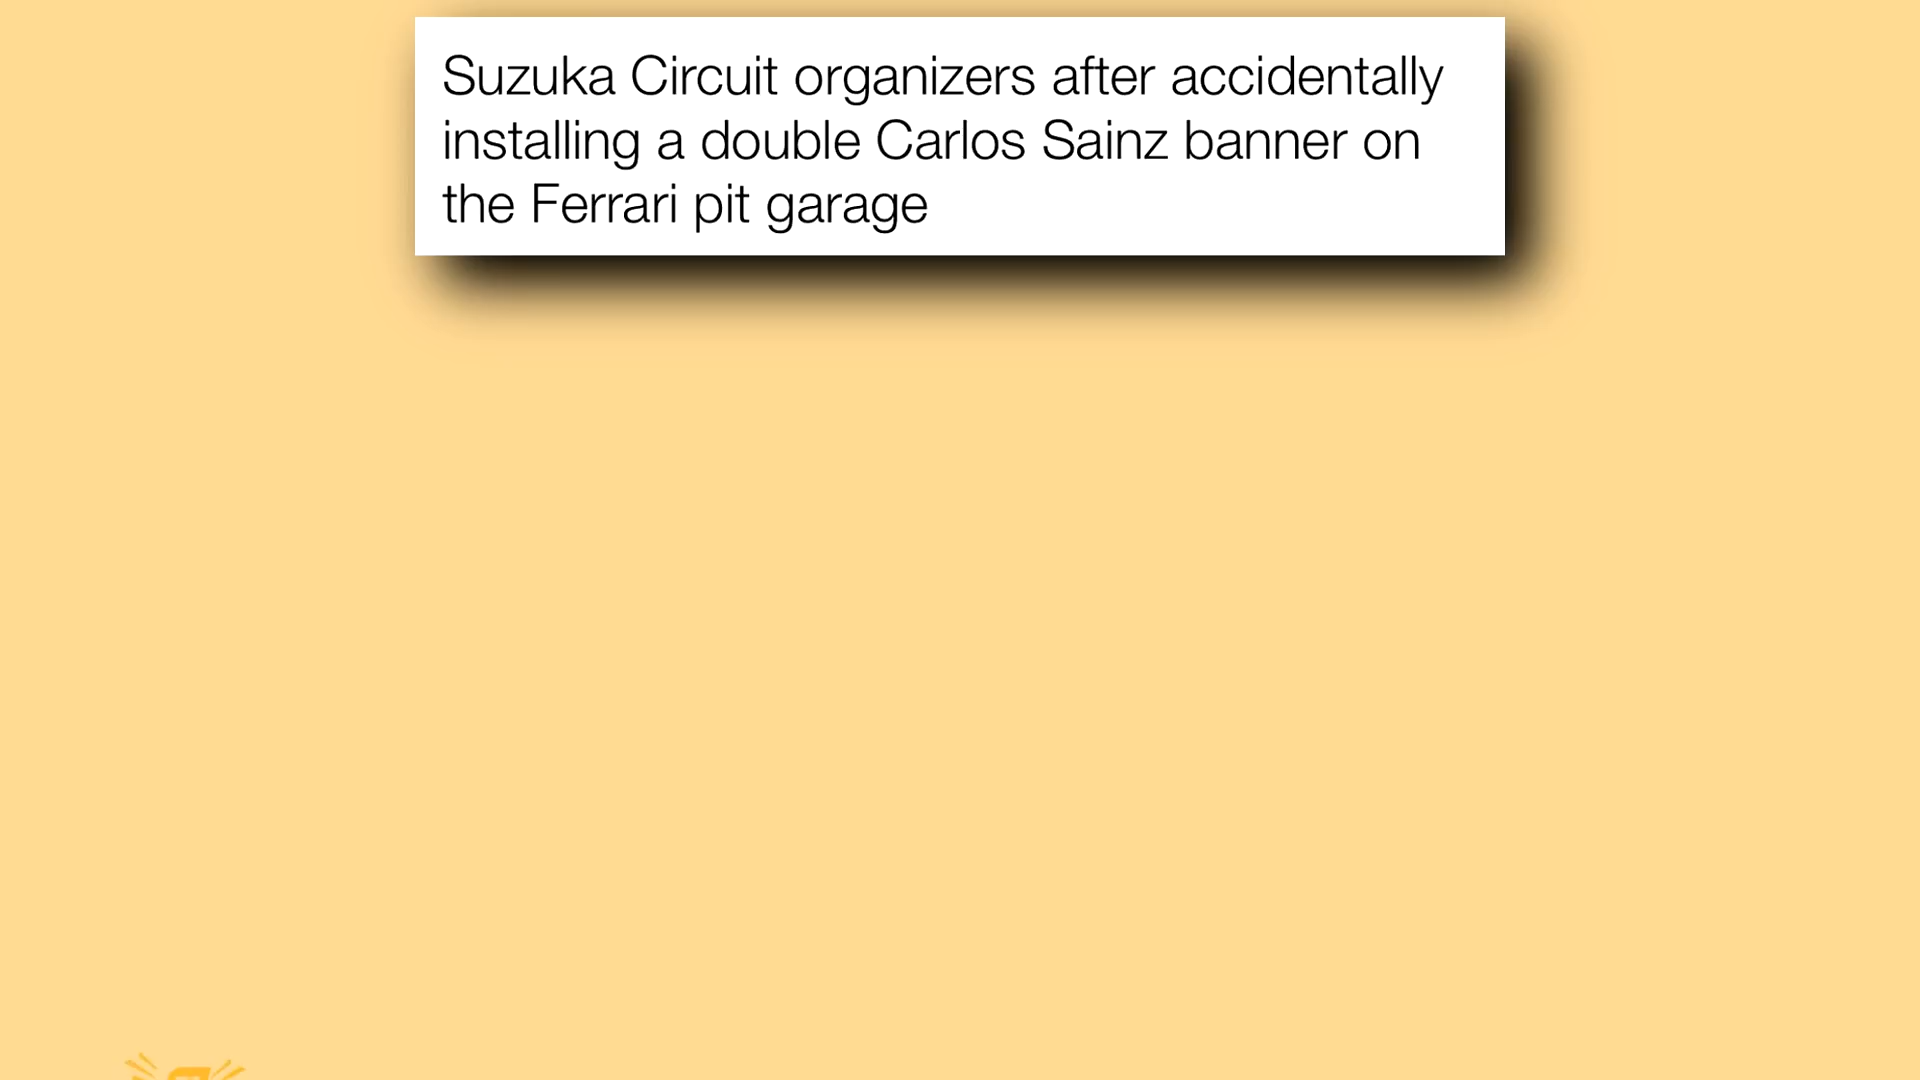 Suzuka Circuit organizers after accidentally
installing a double Carlos Sainz banner on
the Ferrari pit garage